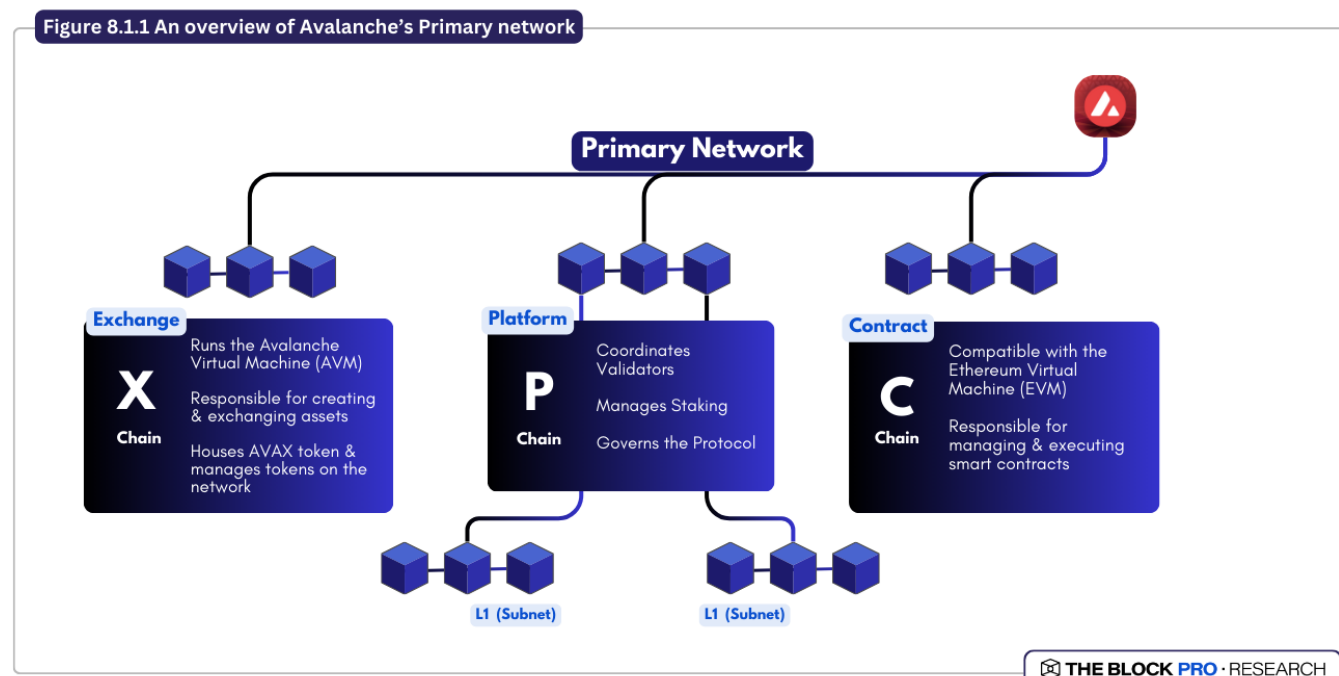 Figure 8.1.1 An overview of Avalanche's Primary network
Primary Network
Exchange
X
Chain
Runs the Avalanche
Virtual Machine (AVM)
Responsible for creating
& exchanging assets
Houses AVAX token &
manages tokens on the
network
Platform
P
Chain
Coordinates
Validators
Manages Staking
Governs the Protocol
Contract
C
Chain
Compatible with the
Ethereum Virtual
Machine (EVM)
Responsible for
managing & executing
smart contracts
L1 (Subnet)
L1 (Subnet)
THE BLOCK PRO · RESEARCH